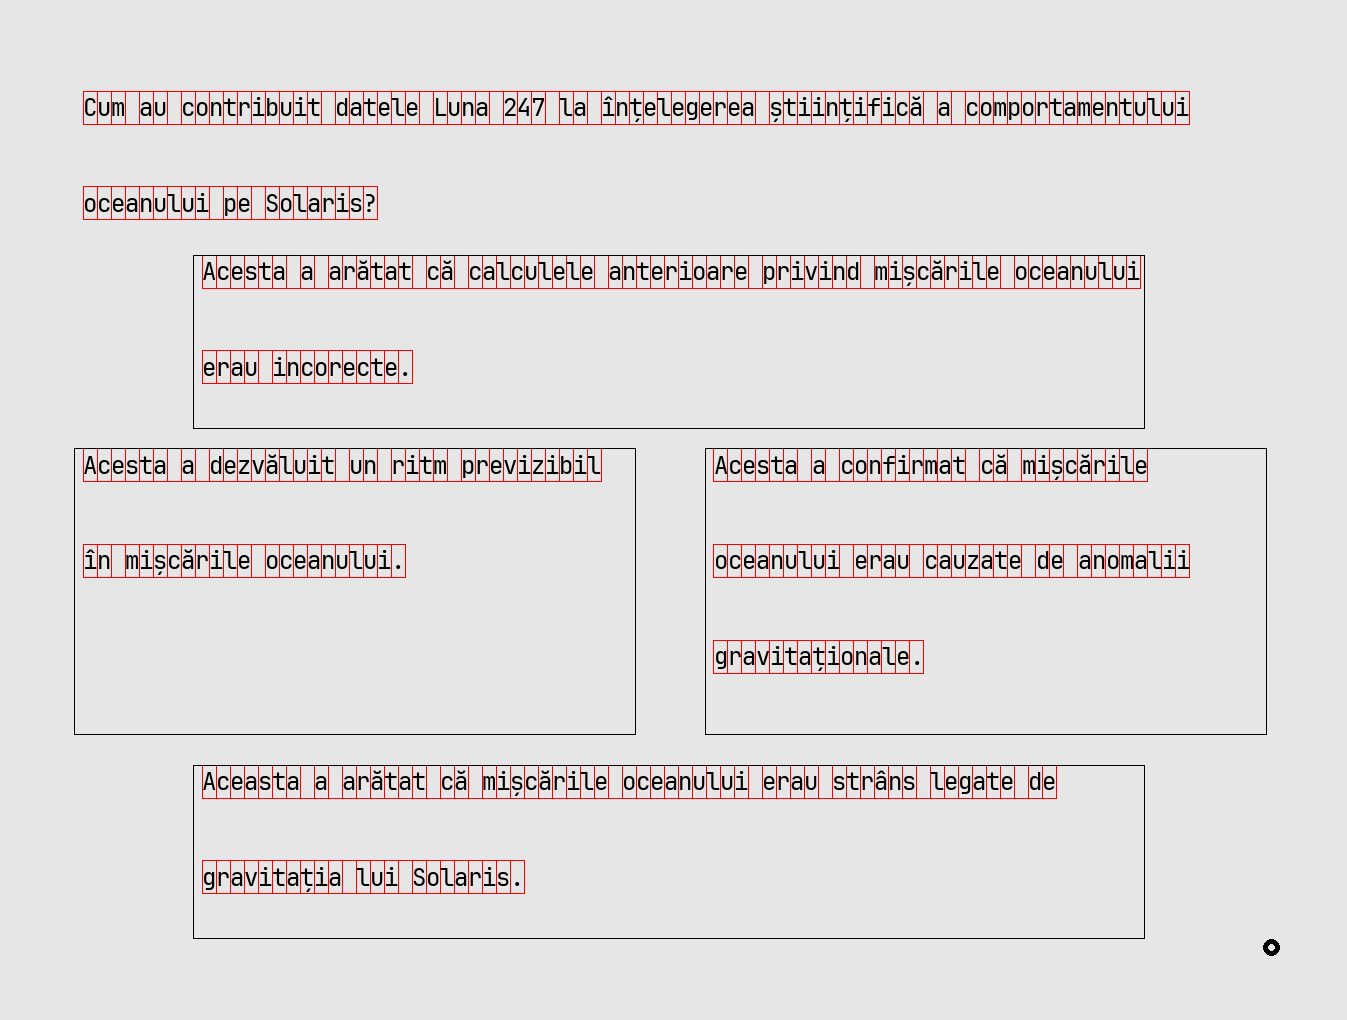 Cum au contribuit datele Luna 247 la înțelegerea științifică a comportamentului
oceanului pe Solaris?
Acesta a arătat că calculele anterioare privind mișcările oceanului
erau incorecte.
Acesta a dezvăluit un ritm previzibil
în mișcările oceanului.
Acesta a confirmat că mișcările
oceanului erau cauzate de anomalii
gravitaționale.
Aceasta a arătat că mișcările oceanului erau strâns legate de
gravitația lui Solaris.